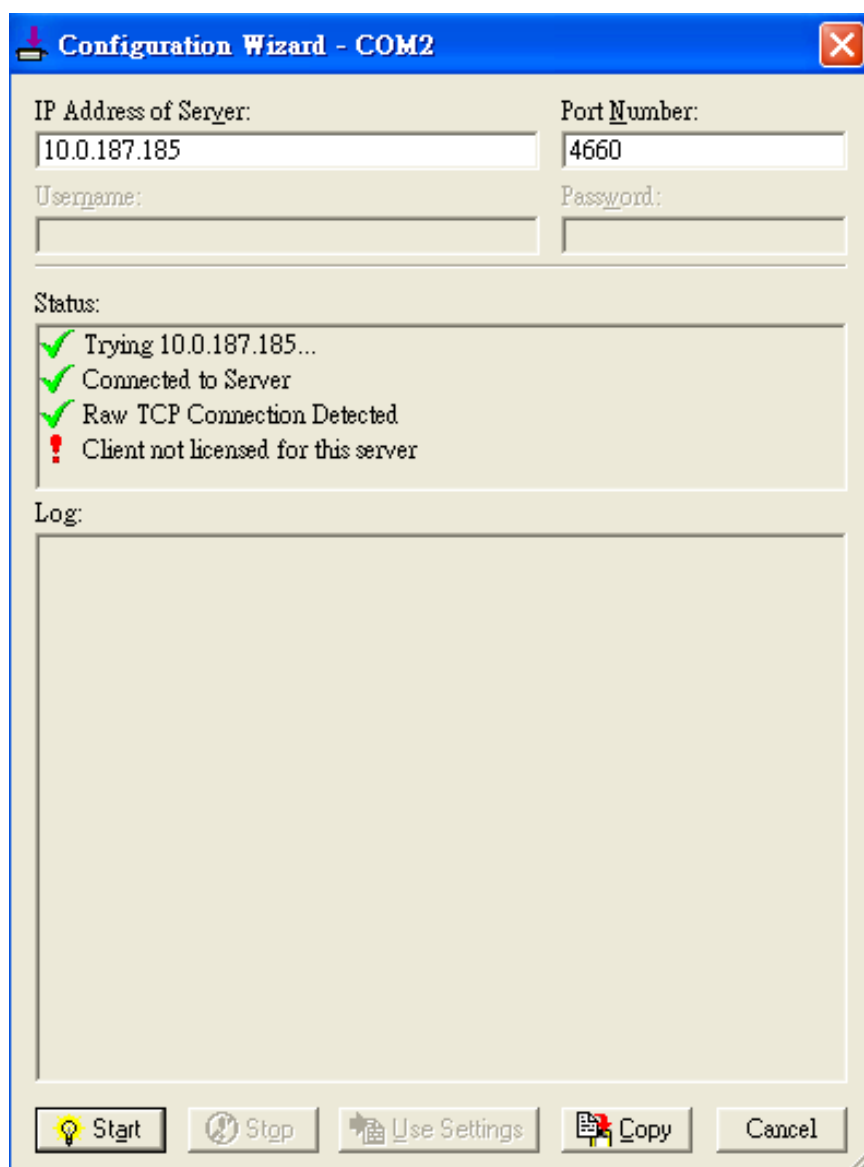 Configuration Wizard - COM2
IP Address of Server: Port Number:
10.0.187.185 4660
Username: Password:
Status:
Trying 10.0.187.185...
Connected to Server
Raw TCP Connection Detected
Client not licensed for this server
Log:
Start Stop Use Settings Copy Cancel